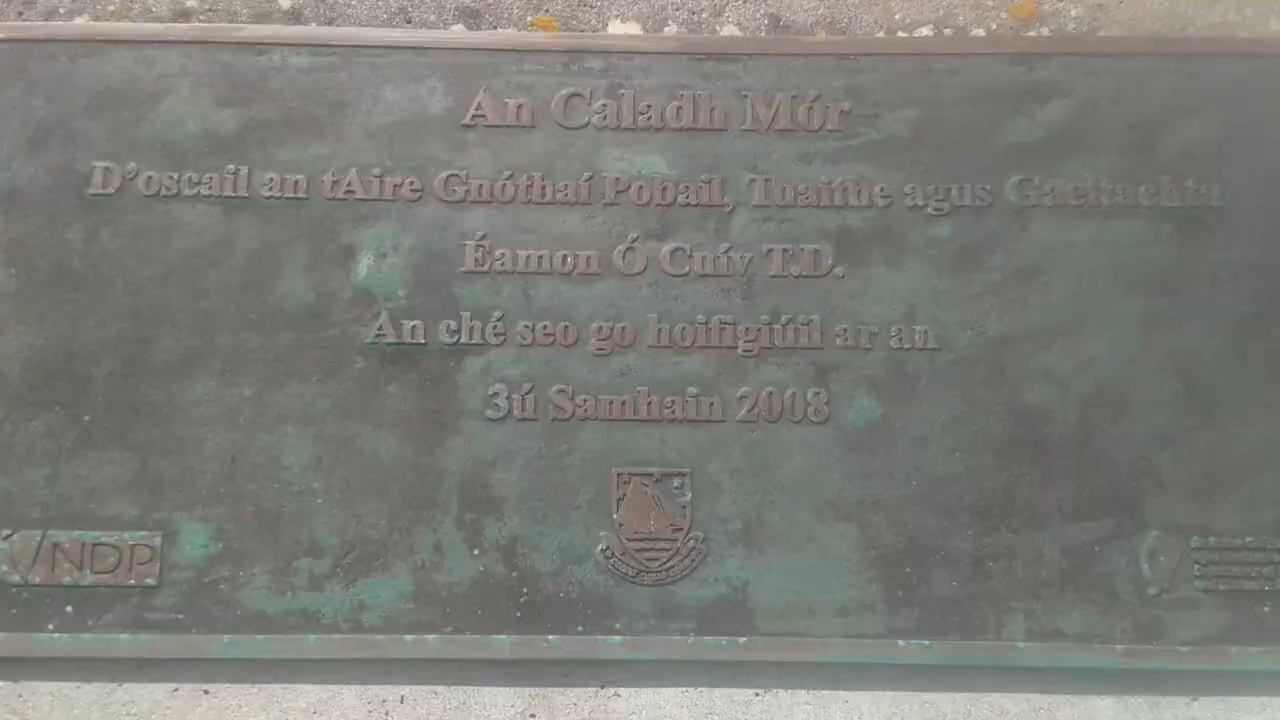 An Caladh Mór
D'oscail an tAire Gnóthaí Pobail, Tuaithe agus Gaeltachta
Éamon Ó Cuív T.D.
An ché seo go hoifigiúil ar an
3ú Samhain 2008
NDP